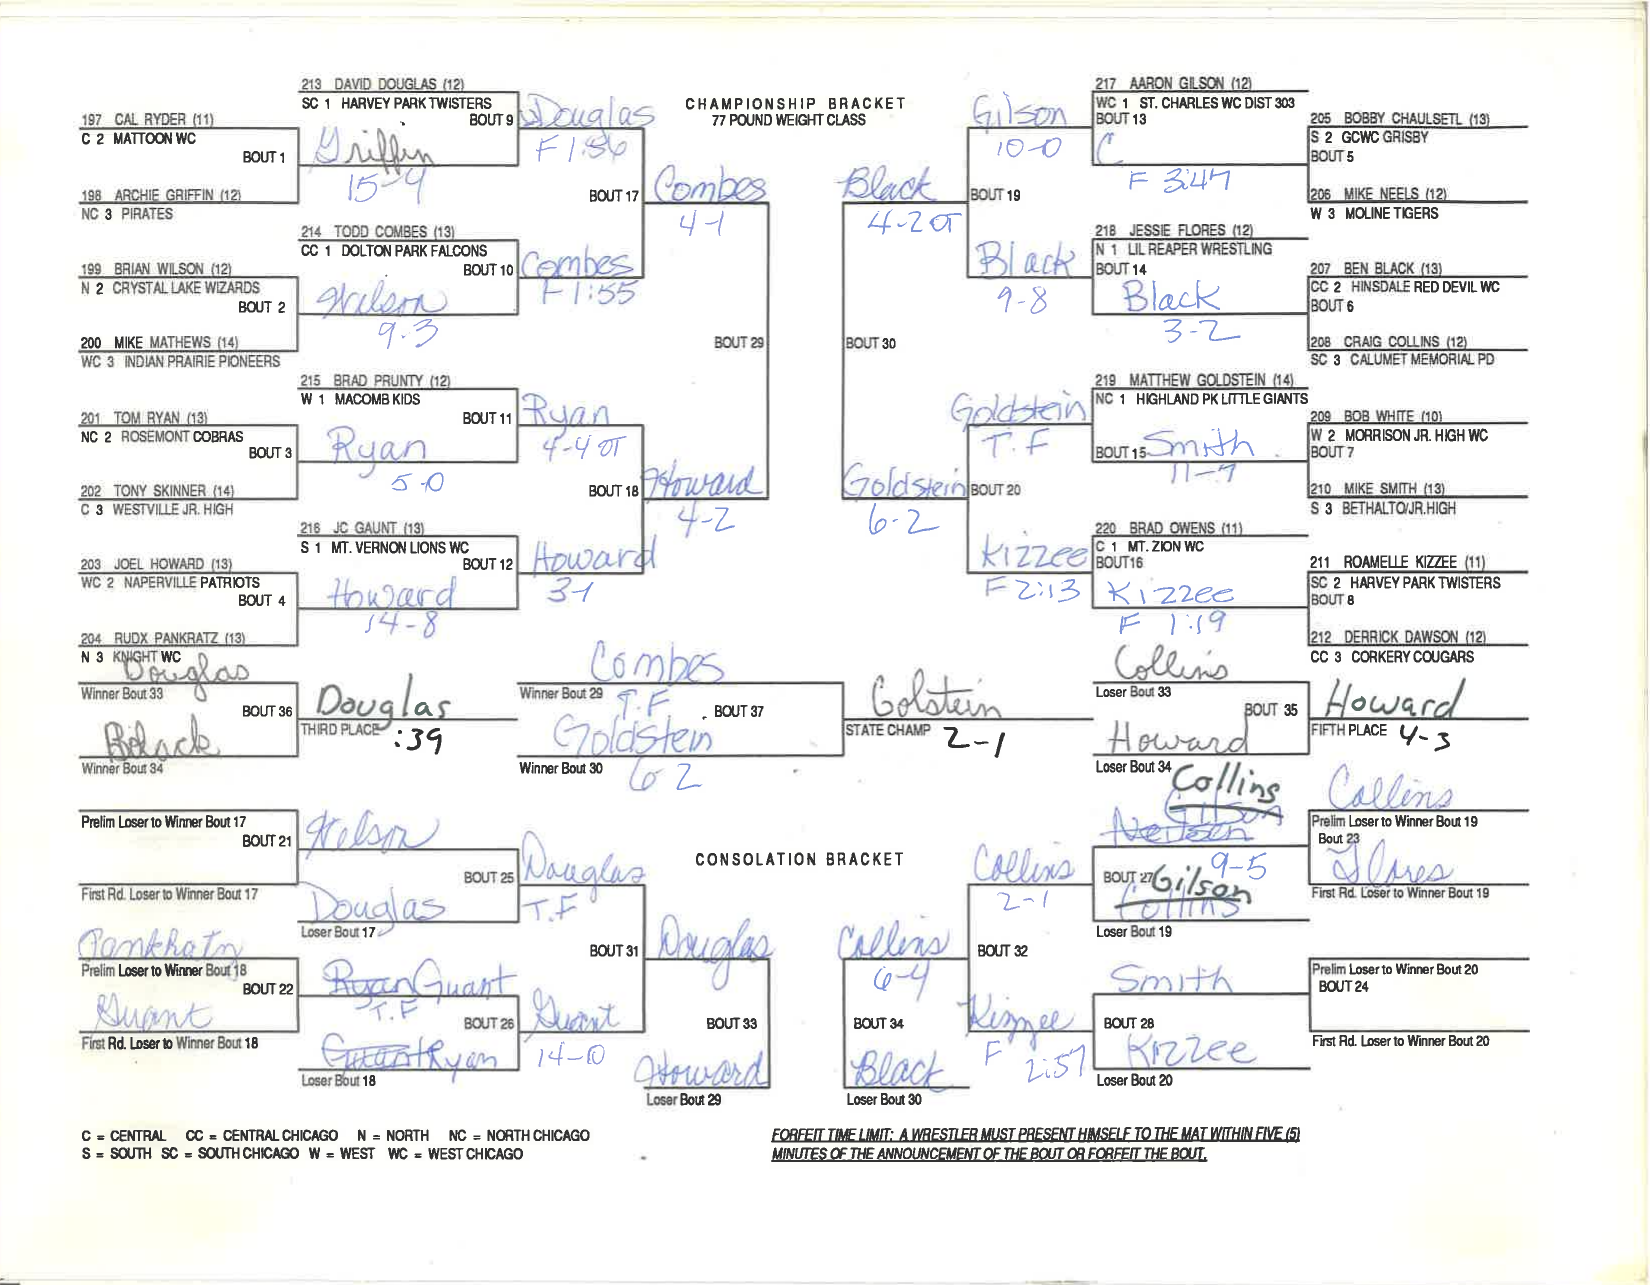 CHAMPIONSHIP BRACKET
77 POUND WEIGHT CLASS
197 CAL RYDER (11)
C 2 MATTOON WC
BOUT 1
198 ARCHIE GRIFFIN (12)
NC 3 PIRATES
199 BRIAN WILSON (12)
N 2 CRYSTAL LAKE WIZARDS
BOUT 2
200 MIKE MATHEWS (14)
WC 3 INDIAN PRAIRIE PIONEERS
201 TOM RYAN (13)
NC 2 ROSEMONT COBRAS
BOUT 3
202 TONY SKINNER (14)
C 3 WESTVILLE JR. HIGH
203 JOEL HOWARD (13)
WC 2 NAPERVILLE PATRIOTS
BOUT 4
204 RUDX PANKRATZ (13)
N 3 KNIGHT WC
213 DAVID DOUGLAS (12)
SC 1 HARVEY PARK TWISTERS
BOUT 9
Griffin
15-4
214 TODD COMBES (13)
CC 1 DOLTON PARK FALCONS
BOUT 10
Wilson
9-3
215 BRAD PRUNTY (12)
W 1 MACOMB KIDS
BOUT 11
Ryan
5-0
216 JC GAUNT (13)
S 1 MT. VERNON LIONS WC
BOUT 12
Howard
14-8
Douglas
F 1:36
BOUT 17
Combes
F 1:55
Ryan
4-4 OT
BOUT 18
Howard
3-1
Combes
4-1
BOUT 29
Howard
4-2
Black
4-2 OT
BOUT 30
Goldstein
6-2
Gilson
10-0
BOUT 19
Black
9-8
Goldstein
T.F
BOUT 20
Kizzee
F 2:13
217 AARON GILSON (12)
WC 1 ST. CHARLES WC DIST 303
BOUT 13
C
F 3:47
218 JESSIE FLORES (12)
N 1 LIL REAPER WRESTLING
BOUT 14
Black
3-2
219 MATTHEW GOLDSTEIN (14)
NC 1 HIGHLAND PK LITTLE GIANTS
BOUT 15
Smith
11-7
220 BRAD OWENS (11)
C 1 MT. ZION WC
BOUT16
Kizzee
F 1:19
205 BOBBY CHAULSETL (13)
S 2 GCWC GRISBY
BOUT 5
206 MIKE NEELS (12)
W 3 MOLINE TIGERS
207 BEN BLACK (13)
CC 2 HINSDALE RED DEVIL WC
BOUT 6
208 CRAIG COLLINS (12)
SC 3 CALUMET MEMORIAL PD
209 BOB WHITE (10)
W 2 MORRISON JR. HIGH WC
BOUT 7
210 MIKE SMITH (13)
S 3 BETHALTO/JR.HIGH
211 ROAMELLE KIZZEE (11)
SC 2 HARVEY PARK TWISTERS
BOUT 8
212 DERRICK DAWSON (12)
CC 3 CORKERY COUGARS
Douglas
Winner Bout 33
BOUT 36
Black
Winner Bout 34
Douglas
THIRD PLACE :39
Combes
Winner Bout 29
T.F
BOUT 37
Goldstein
Winner Bout 30
6 2
Golstein
STATE CHAMP 2-1
Collins
Loser Bout 33
BOUT 35
Howard
Loser Bout 34
Howard
FIFTH PLACE 4-3
CONSOLATION BRACKET
Prelim Loser to Winner Bout 17
BOUT 21
First Rd. Loser to Winner Bout 17
Pankhatn
Prelim Loser to Winner Bout 18
BOUT 22
Guant
First Rd. Loser to Winner Bout 18
Wilson
BOUT 25
Douglas
Loser Bout 17
Ryan Guant
T.F
BOUT 26
Guant Ryan
Loser Bout 18
Douglas
T.F
BOUT 31
Guant
14-0
Douglas
BOUT 33
Howard
Loser Bout 29
Collins
6-4
BOUT 34
Black
Loser Bout 30
Collins
2-1
BOUT 32
Kizzee
F 2:57
Collins
Gilson
9-5
BOUT 27
Gilson
Collins
Loser Bout 19
Smith
BOUT 28
Kizzee
Loser Bout 20
Collins
Prelim Loser to Winner Bout 19
Bout 23
Flores
First Rd. Loser to Winner Bout 19
Prelim Loser to Winner Bout 20
BOUT 24
First Rd. Loser to Winner Bout 20
C = CENTRAL CC = CENTRAL CHICAGO N = NORTH NC = NORTH CHICAGO
S = SOUTH SC = SOUTH CHICAGO W = WEST WC = WEST CHICAGO
FORFEIT TIME LIMIT: A WRESTLER MUST PRESENT HIMSELF TO THE MAT WITHIN FIVE (5)
MINUTES OF THE ANNOUNCEMENT OF THE BOUT OR FORFEIT THE BOUT.